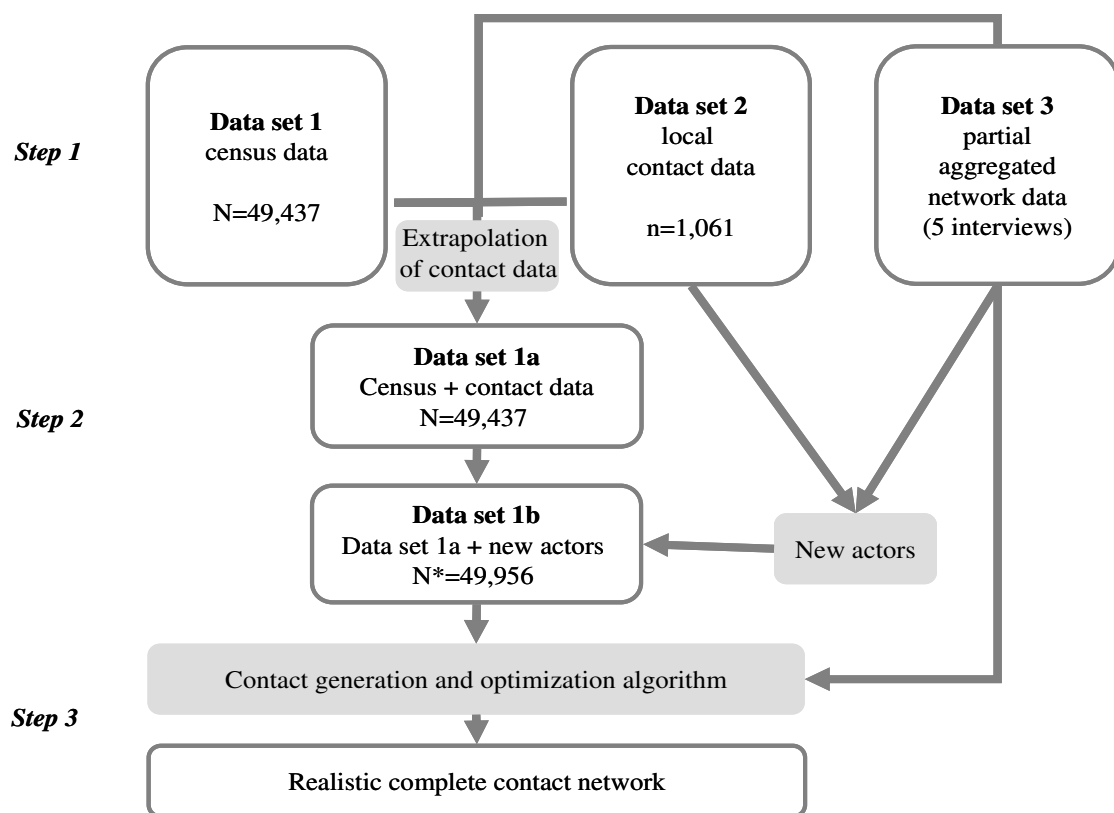 Step 1
Data set 1
census data
N=49,437
Data set 2
local
contact data
n=1,061
Data set 3
partial
aggregated
network data
(5 interviews)
Extrapolation
of contact data
Step 2
Data set 1a
Census + contact data
N=49,437
Data set 1b
Data set 1a + new actors
N*=49,956
New actors
Step 3
Contact generation and optimization algorithm
Realistic complete contact network